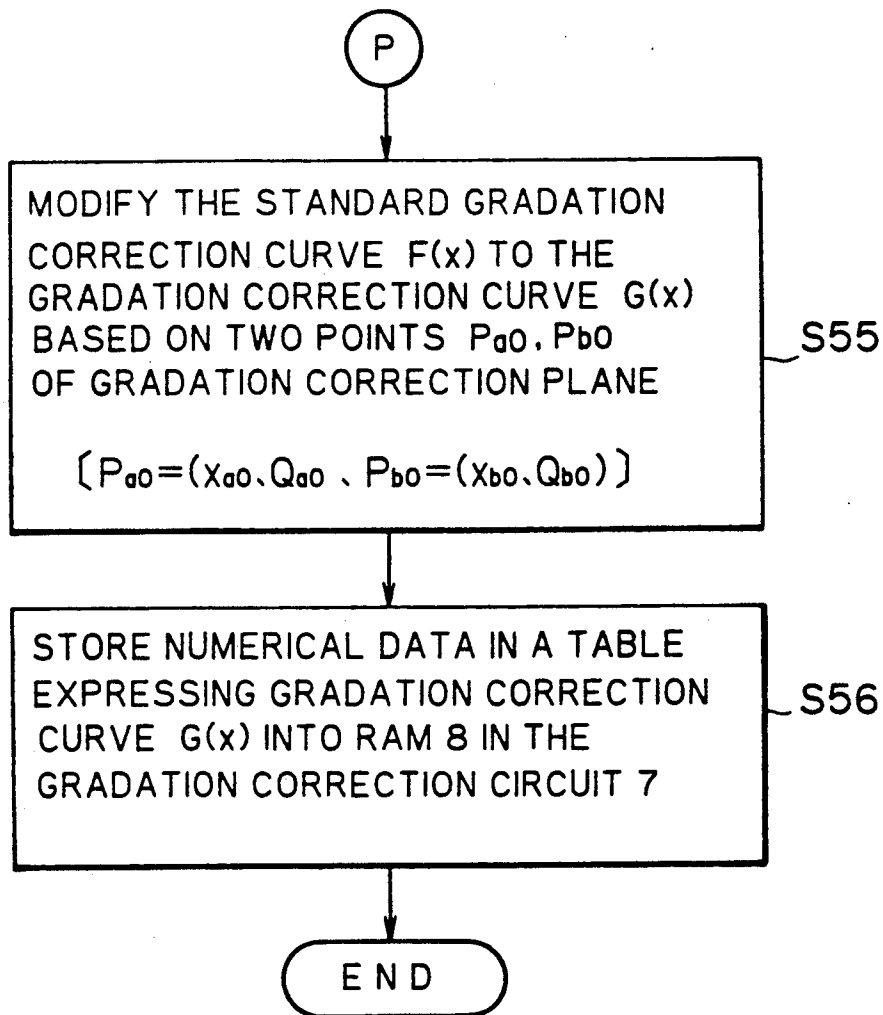 P
MODIFY THE STANDARD GRADATION
CORRECTION CURVE F(x) TO THE
GRADATION CORRECTION CURVE G(x)
BASED ON TWO POINTS Pa0, Pb0
OF GRADATION CORRECTION PLANE
[Pa0=(xa0、Qa0 、Pb0=(xb0、Qb0)]
S55
STORE NUMERICAL DATA IN A TABLE
EXPRESSING GRADATION CORRECTION
CURVE G(x) INTO RAM 8 IN THE
GRADATION CORRECTION CIRCUIT 7
S56
END